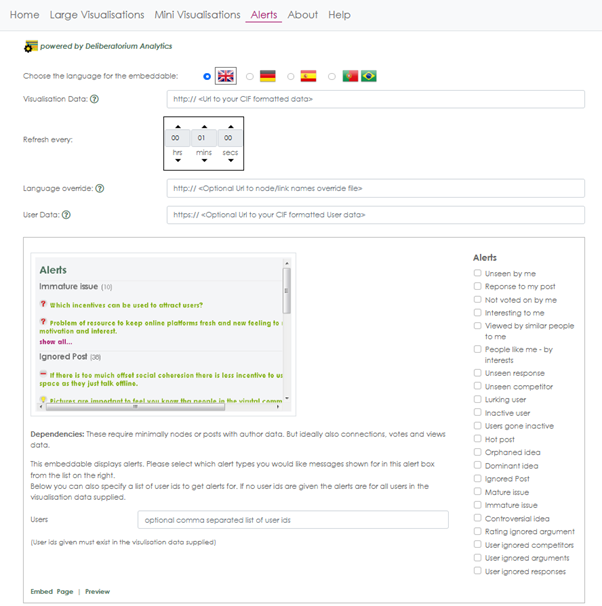 Home Large Visualisations Mini Visualisations Alerts About Help
powered by Deliberatorium Analytics
Choose the language for the embeddable:
Visualisation Data: ?
http:// <Url to your CIF formatted data>
Refresh every:
00 01 00
hrs mins secs
Language override: ?
http:// <Optional Url to node/link names override file>
User Data: ?
https:// <Optional Url to your CIF formatted User data>
Alerts
Immature issue (10)
Which incentives can be used to attract users?
Problem of resource to keep online platforms fresh and new feeling to s
motivation and interest.
show all...
Ignored Post (38)
If there is too much offset social coheresion there is less incentive to us
space as they just talk offline.
Pictures are important to feel you know the people in the virtal comm
Dependencies: These require minimally nodes or posts with author data. But ideally also connections, votes and views
data.
This embeddable displays alerts. Please select which alert types you would like messages shown for in this alert box
from the list on the right.
Below you can also specify a list of user ids to get alerts for. If no user ids are given the alerts are for all users in the
visualisation data supplied.
Users
optional comma separated list of user ids
(User ids given must exist in the visulisation data supplied)
Embed Page | Preview
Alerts
Unseen by me
Reponse to my post
Not voted on by me
Interesting to me
Viewed by similar people
to me
People like me - by
interests
Unseen response
Unseen competitor
Lurking user
Inactive user
Users gone inactive
Hot post
Orphaned idea
Dominant idea
Ignored Post
Mature issue
Immature issue
Controversial idea
Rating ignored argument
User ignored competitors
User ignored arguments
User ignored responses